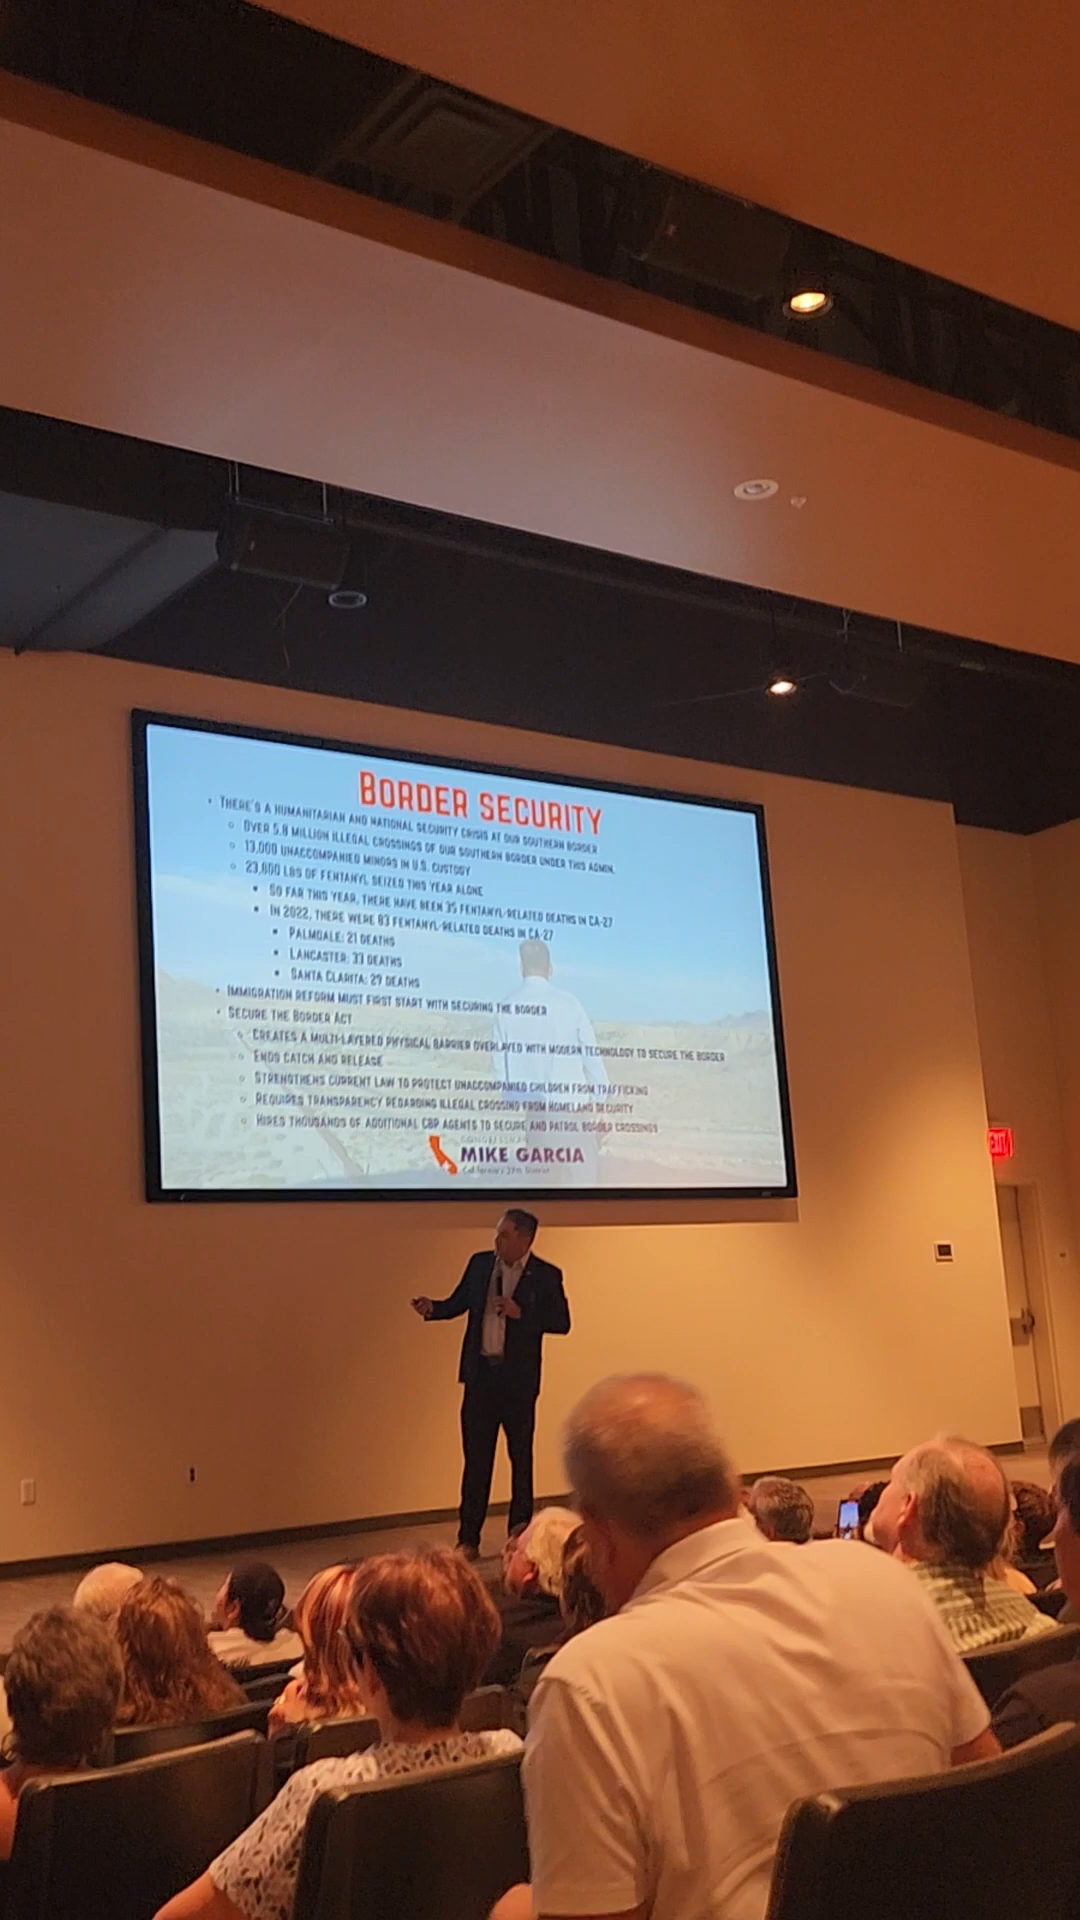 BORDER SECURITY
• THERE'S A HUMANITARIAN AND NATIONAL SECURITY CRISIS AT OUR SOUTHERN BORDER
○ OVER 5.8 MILLION ILLEGAL CROSSINGS OF OUR SOUTHERN BORDER UNDER THIS ADMIN.
○ 13,000 UNACCOMPANIED MINORS IN U.S. CUSTODY
○ 23,800 LBS OF FENTANYL SEIZED THIS YEAR ALONE
▪ SO FAR THIS YEAR, THERE HAVE BEEN 35 FENTANYL-RELATED DEATHS IN CA-27
▪ IN 2022, THERE WERE 83 FENTANYL-RELATED DEATHS IN CA-27
▪ PALMDALE: 21 DEATHS
▪ LANCASTER: 33 DEATHS
▪ SANTA CLARITA: 29 DEATHS
• IMMIGRATION REFORM MUST FIRST START WITH SECURING THE BORDER
• SECURE THE BORDER ACT
○ CREATES A MULTI-LAYERED PHYSICAL BARRIER OVERLAYED WITH MODERN TECHNOLOGY TO SECURE THE BORDER
○ ENDS CATCH AND RELEASE
○ STRENGTHENS CURRENT LAW TO PROTECT UNACCOMPANIED CHILDREN FROM TRAFFICKING
○ REQUIRES TRANSPARENCY REGARDING ILLEGAL CROSSING FROM HOMELAND SECURITY
○ HIRES THOUSANDS OF ADDITIONAL CBP AGENTS TO SECURE AND PATROL BORDER CROSSINGS
CONGRESSMAN
MIKE GARCIA
California's 27th District
EXIT